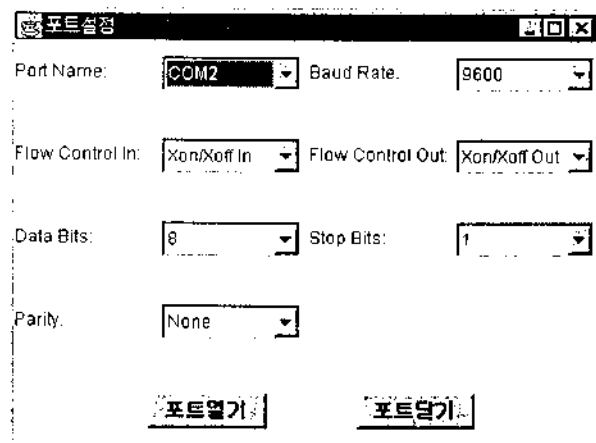 포트설정
Port Name: COM2 Baud Rate. 9600
Flow Control In: Xon/Xoff In Flow Control Out: Xon/Xoff Out
Data Bits: 8 Stop Bits: 1
Parity. None
포트열기 포트닫기